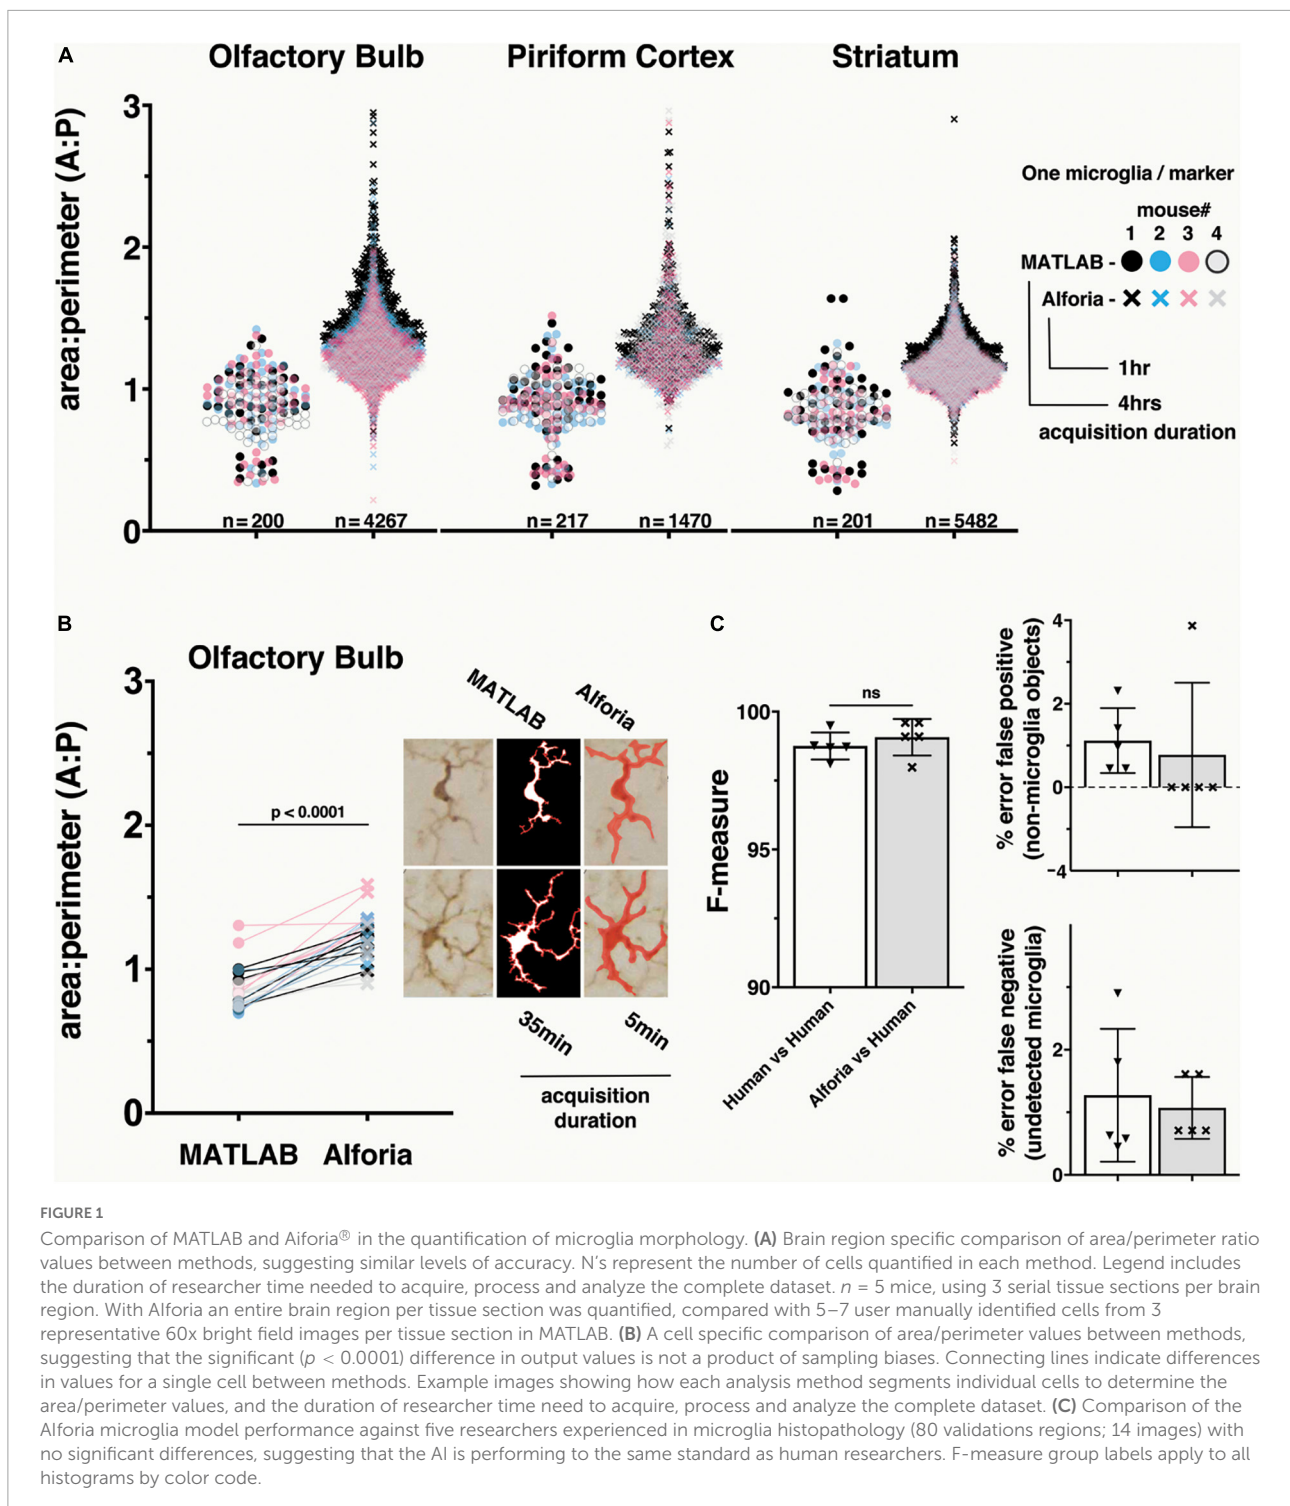 A
Olfactory Bulb
Piriform Cortex
Striatum
area:perimeter (A:P)
3
2
1
0
n = 200
n = 4267
n = 217
n = 1470
n = 201
n = 5482
One microglia / marker
mouse#
1 2 3 4
MATLAB -
Alforia -
1hr
4hrs
acquisition duration
B
Olfactory Bulb
area:perimeter (A:P)
3
2
1
0
p < 0.0001
MATLAB
Alforia
MATLAB
Alforia
35min
5min
acquisition
duration
C
F-measure
100
95
90
ns
Human vs Human
Alforia vs Human
% error false positive
(non-microglia objects)
4
2
0
−4
% error false negative
(undetected microglia)
2
0
FIGURE 1
Comparison of MATLAB and Aiforia® in the quantification of microglia morphology. (A) Brain region specific comparison of area/perimeter ratio
values between methods, suggesting similar levels of accuracy. N's represent the number of cells quantified in each method. Legend includes
the duration of researcher time needed to acquire, process and analyze the complete dataset. n = 5 mice, using 3 serial tissue sections per brain
region. With AIforia an entire brain region per tissue section was quantified, compared with 5–7 user manually identified cells from 3
representative 60x bright field images per tissue section in MATLAB. (B) A cell specific comparison of area/perimeter values between methods,
suggesting that the significant (p < 0.0001) difference in output values is not a product of sampling biases. Connecting lines indicate differences
in values for a single cell between methods. Example images showing how each analysis method segments individual cells to determine the
area/perimeter values, and the duration of researcher time need to acquire, process and analyze the complete dataset. (C) Comparison of the
AIforia microglia model performance against five researchers experienced in microglia histopathology (80 validations regions; 14 images) with
no significant differences, suggesting that the AI is performing to the same standard as human researchers. F-measure group labels apply to all
histograms by color code.